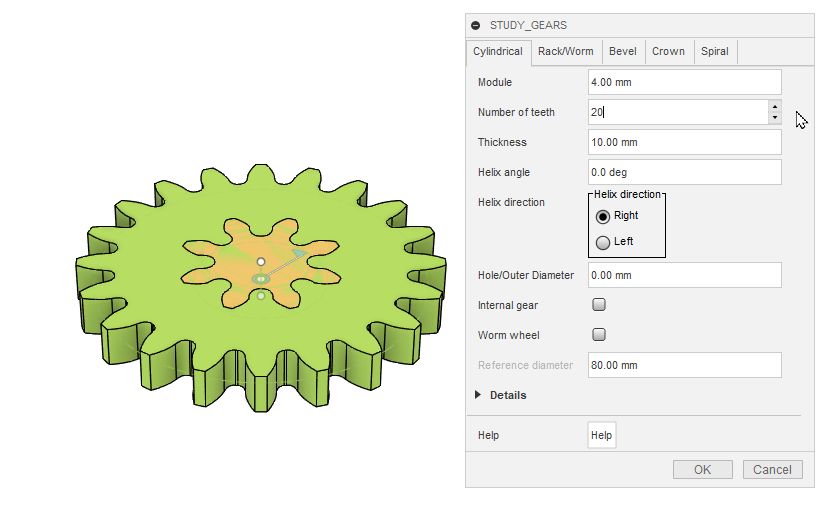 STUDY_GEARS
Cylindrical Rack/Worm Bevel Crown Spiral
Module 4.00 mm
Number of teeth 20
Thickness 10.00 mm
Helix angle 0.0 deg
Helix direction Helix direction
Right
Left
Hole/Outer Diameter 0.00 mm
Internal gear
Worm wheel
Reference diameter 80.00 mm
Details
Help Help
OK Cancel